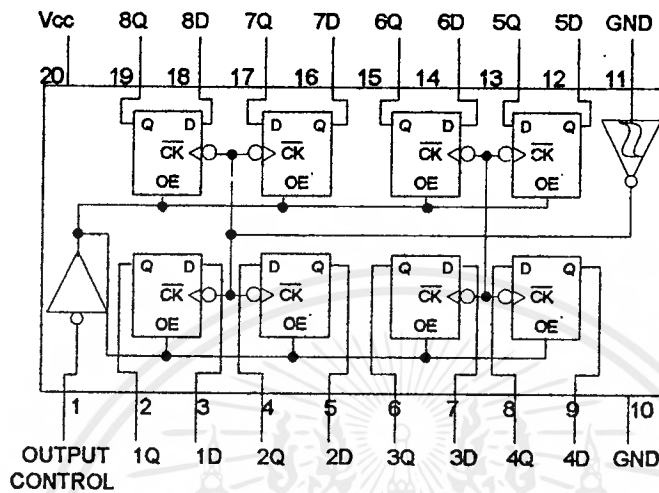 Vcc 8Q 8D 7Q 7D 6Q 6D 5Q 5D GND
20 19 18 17 16 15 14 13 12 11
Q D D Q Q D D Q
CK CK CK CK
OE OE OE OE
Q D D Q Q D D Q
CK CK CK CK
OE OE OE OE
1 2 3 4 5 6 7 8 9 10
OUTPUT CONTROL 1Q 1D 2Q 2D 3Q 3D 4Q 4D GND